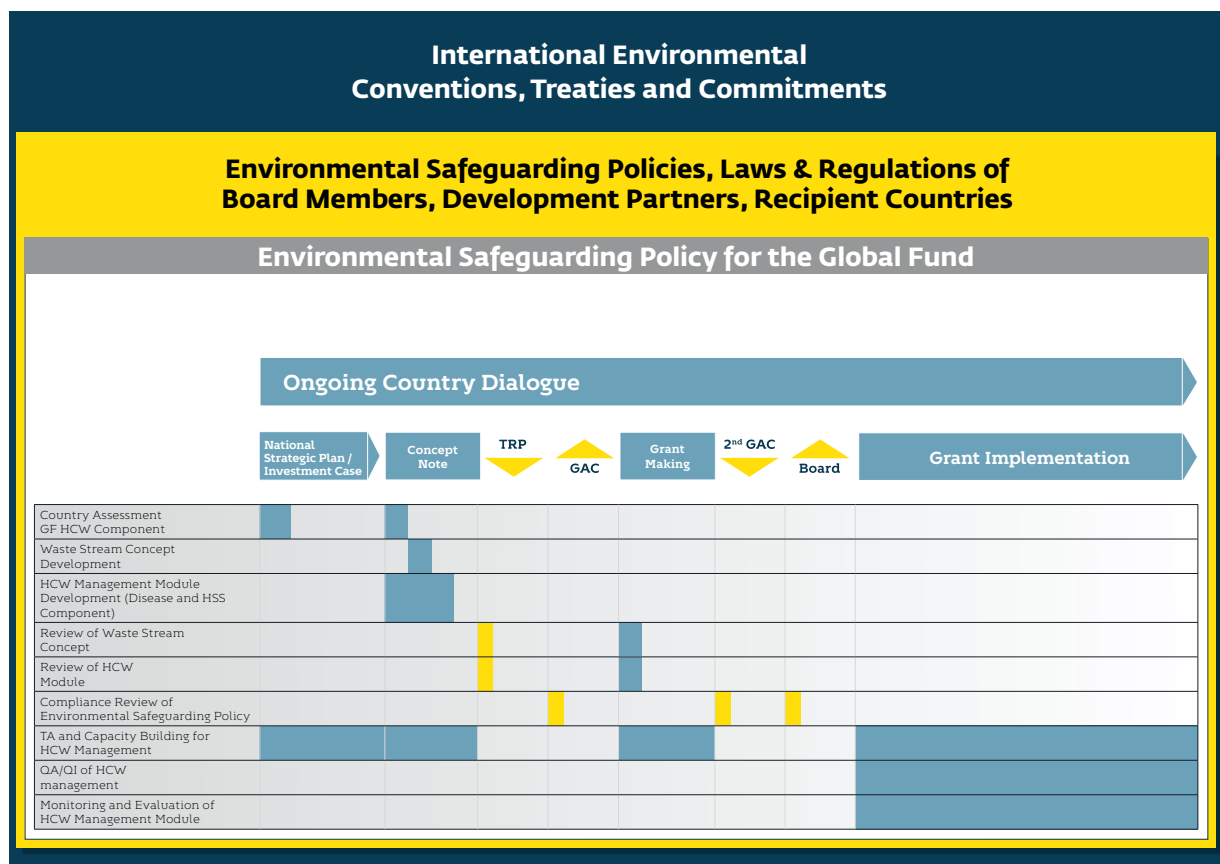 International Environmental
Conventions, Treaties and Commitments
Environmental Safeguarding Policies, Laws & Regulations of
Board Members, Development Partners, Recipient Countries
Environmental Safeguarding Policy for the Global Fund
Ongoing Country Dialogue
National
Strategic Plan /
Investment Case
Concept
Note
TRP
GAC
Grant
Making
2nd GAC
Board
Grant Implementation
Country Assessment
GF HCW Component
Waste Stream Concept
Development
HCW Management Module
Development (Disease and HSS
Component)
Review of Waste Stream
Concept
Review of HCW
Module
Compliance Review of
Environmental Safeguarding Policy
TA and Capacity Building for
HCW Management
QA/QI of HCW
management
Monitoring and Evaluation of
HCW Management Module